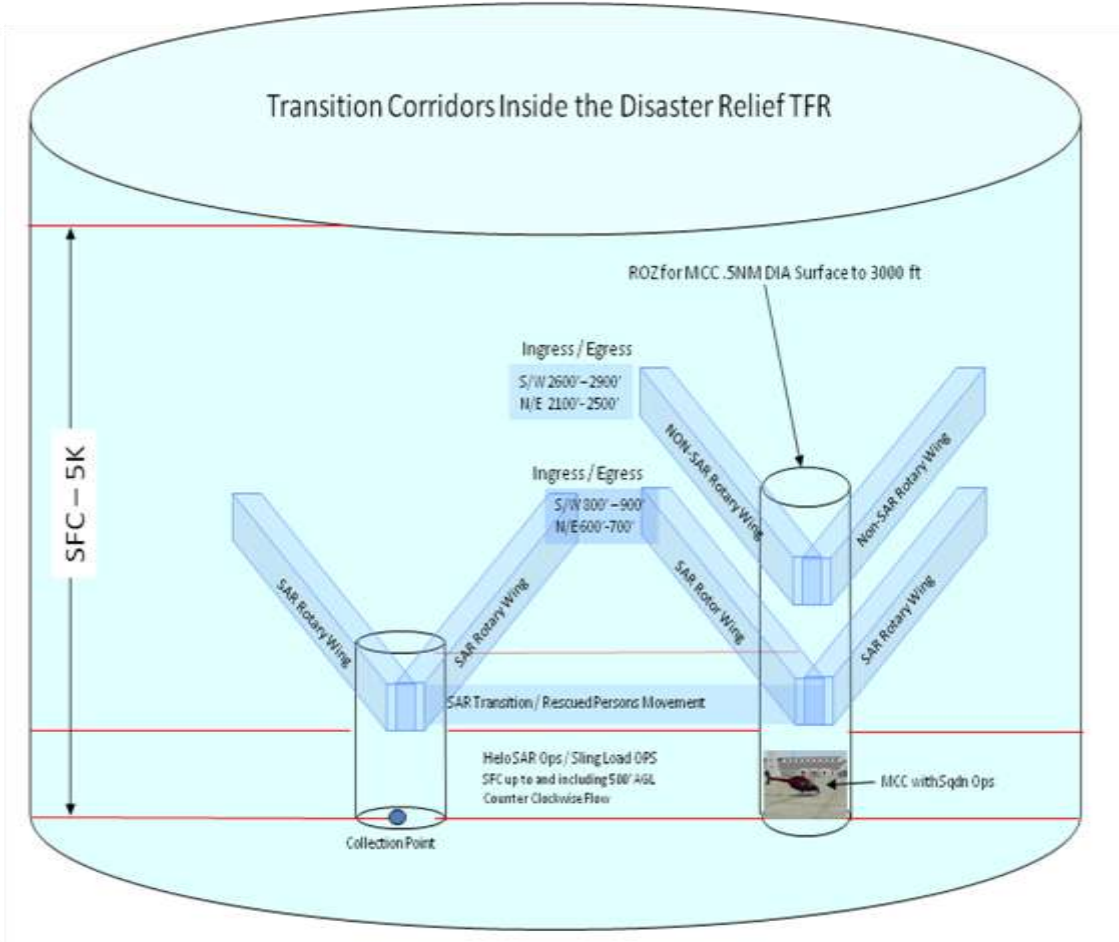 Transition Corridors Inside the Disaster Relief TFR
ROZ for MCC .5NM DIA Surface to 3000 ft
Ingress / Egress
S/W 2600’ – 2900’
N/E 2100’ - 2500’
SFC – 5K
NON-SAR Rotary Wing
Non-SAR Rotary Wing
Ingress / Egress
S/W 800’ – 900’
N/E 600’-700’
SAR Rotary Wing
SAR Rotary Wing
SAR Rotor Wing
SAR Rotary Wing
SAR Transition / Rescued Persons Movement
Helo SAR Ops / Sling Load OPS
SFC up to and including 500’ AGL
Counter Clockwise Flow
MCC with Sqdn Ops
Collection Point